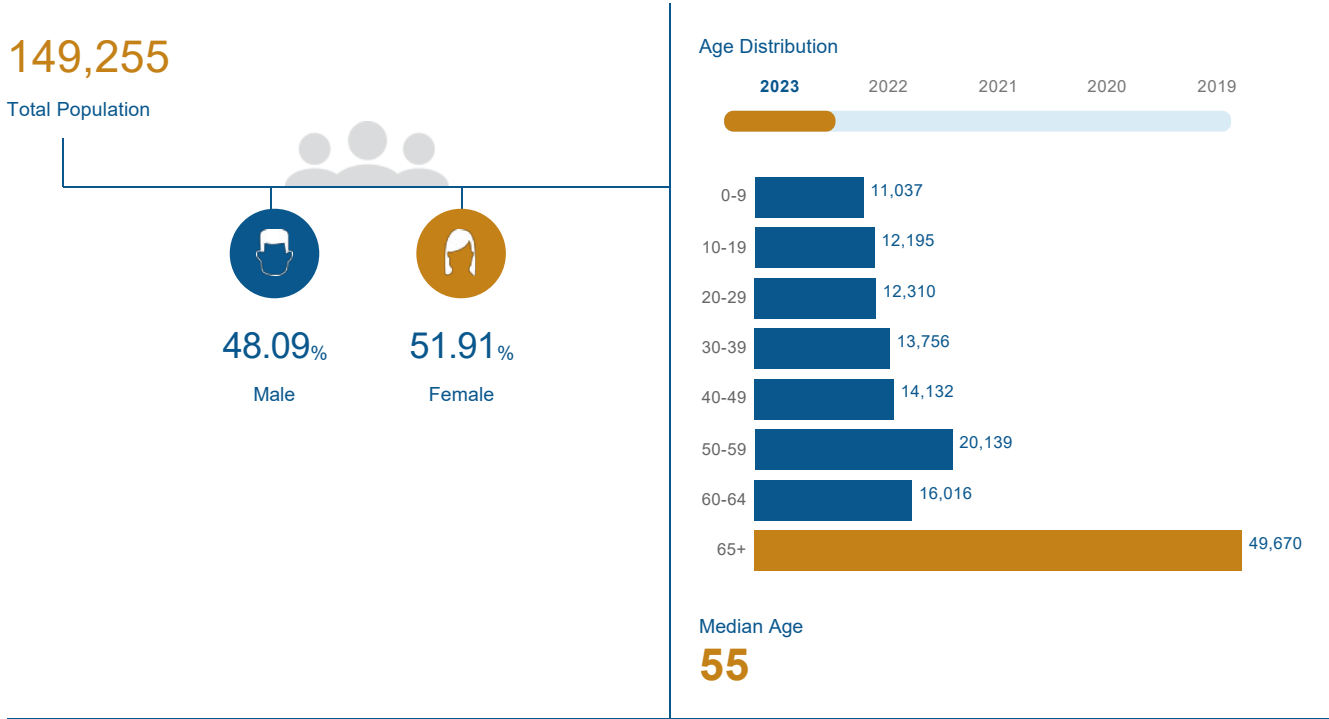 149,255
Total Population
48.09% 51.91%
Male Female
Age Distribution
2023 2022 2021 2020 2019
0-9 11,037
10-19 12,195
20-29 12,310
30-39 13,756
40-49 14,132
50-59 20,139
60-64 16,016
65+ 49,670
Median Age
55